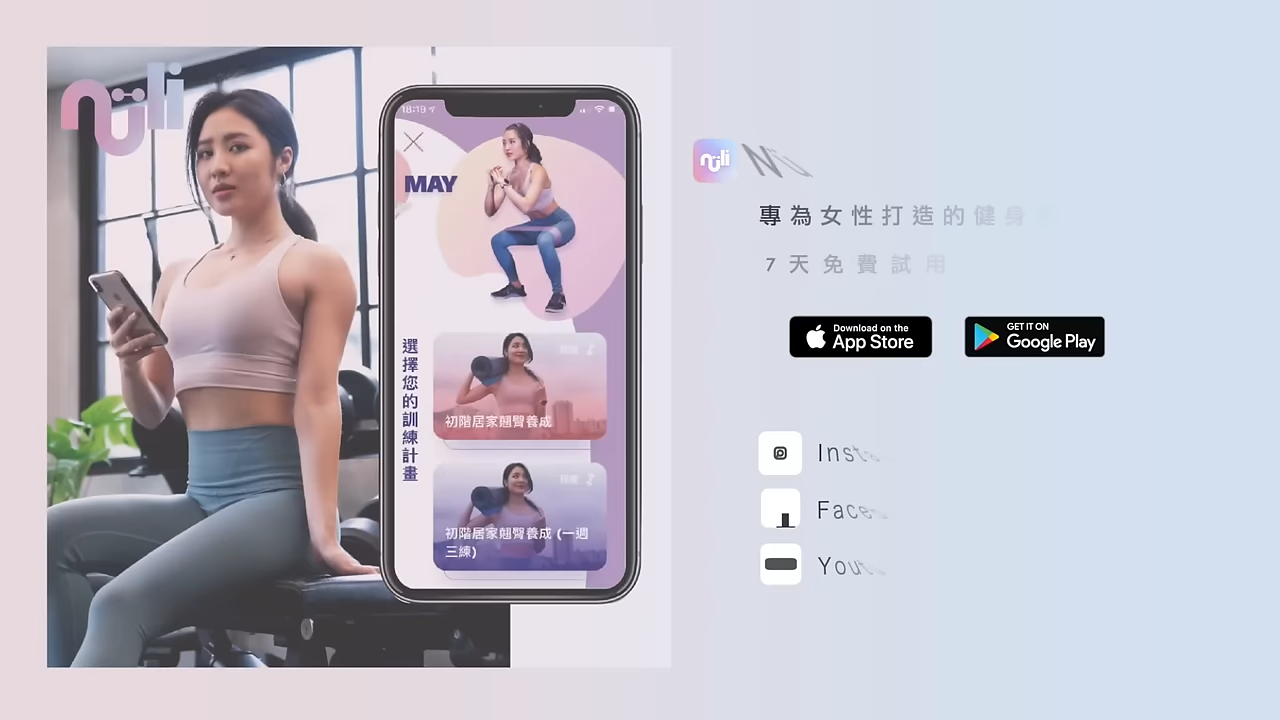 nüli
18:19
MAY
選擇您的訓練計畫
初階居家翹臀養成
初階居家翹臀養成 (一週
三練)
nüli
NÜ
專為女性打造的健身
7天免費試用
Download on the
App Store
GET IT ON
Google Play
Insta
Face
Yout